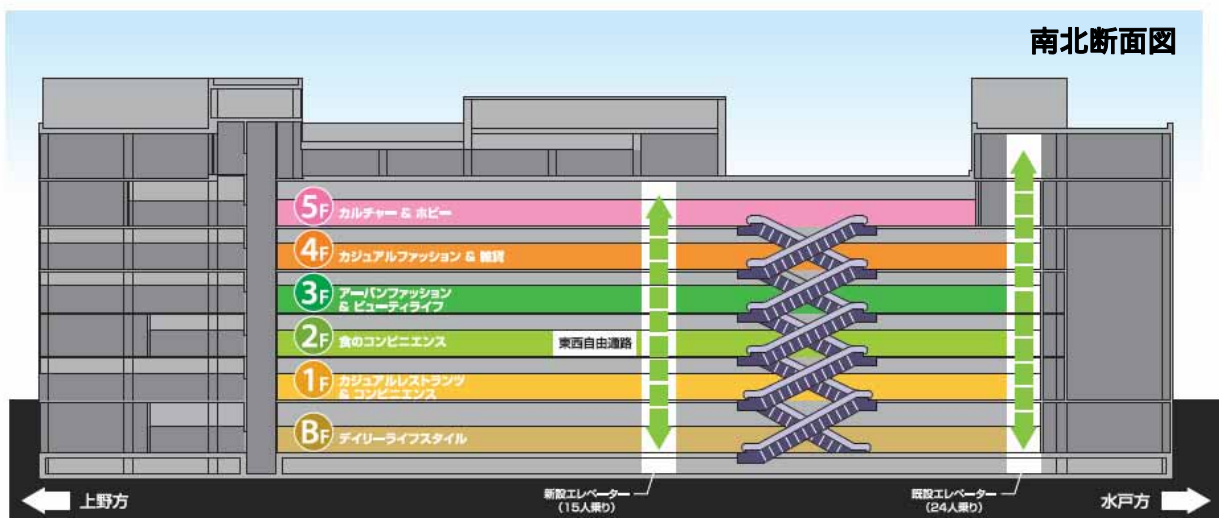 南北断面図
5F カルチャー & ホビー
4F カジュアルファッション & 雑貨
3F アーバンファッション
& ビューティライフ
2F 食のコンビニエンス
東西自由通路
1F カジュアルレストランツ
& コンビニエンス
BF デイリーライフスタイル
新設エレベーター
(15人乗り)
既設エレベーター
(24人乗り)
上野方
水戸方